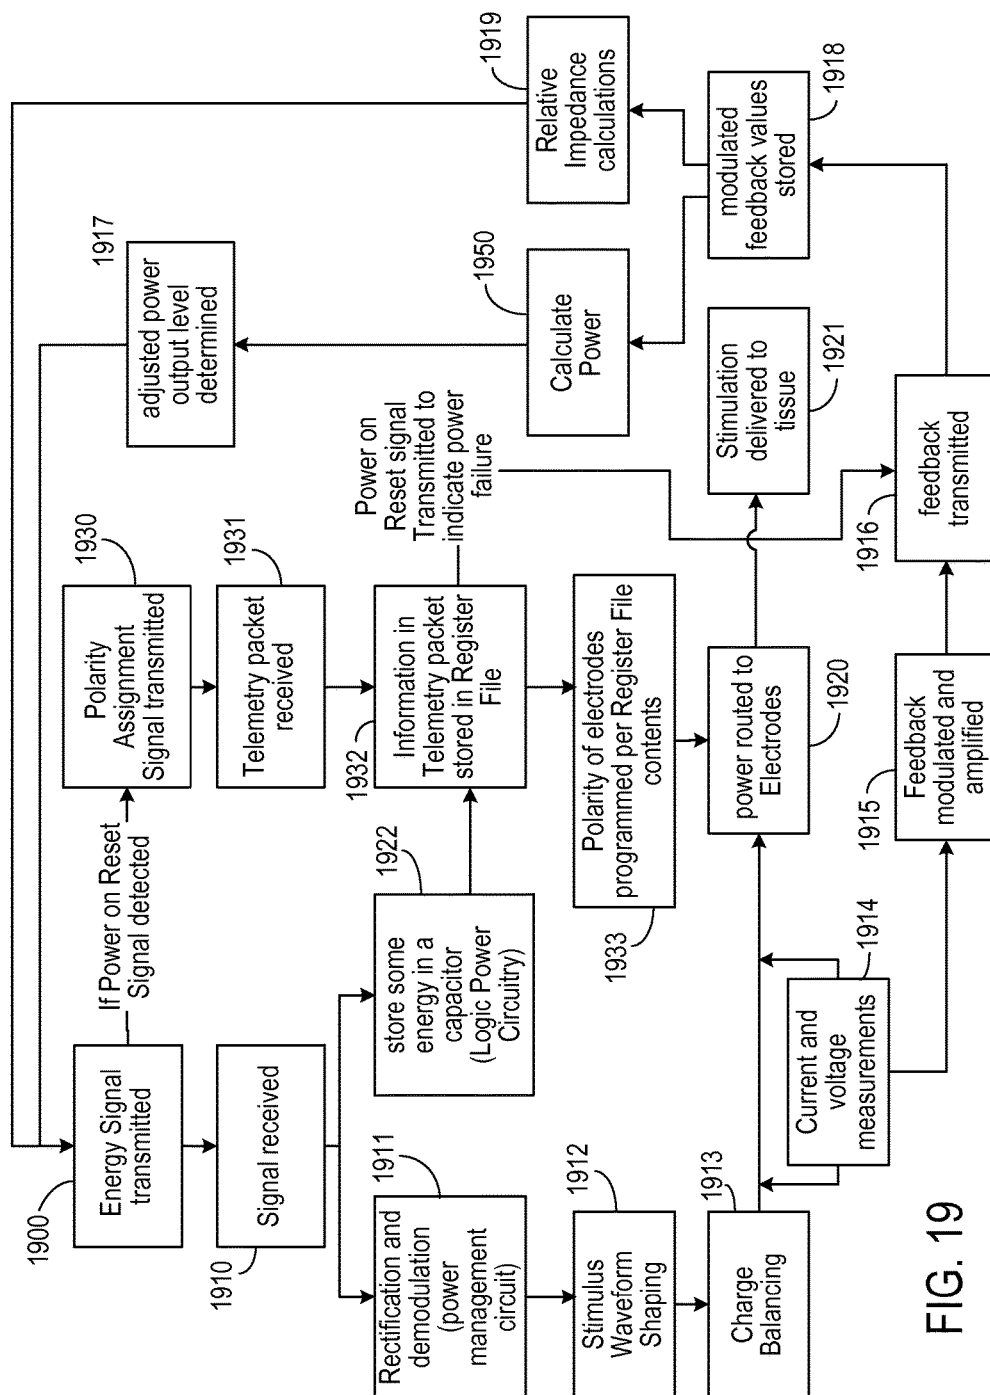 1900
Energy Signal
transmitted
If Power on Reset
Signal detected
1930
Polarity
Assignment
Signal transmitted
1917
adjusted power
output level
determined
1919
Relative
Impedance
calculations
1910
Signal received
1931
Telemetry packet
received
1911
Rectification and
demodulation
(power
management
circuit)
1922
store some
energy in a
capacitor
(Logic Power
Circuitry)
1932
Information in
Telemetry packet
stored in Register
File
Power on
Reset signal
Transmitted to
indicate power
failure
1950
Calculate
Power
1912
Stimulus
Waveform
Shaping
1933
Polarity of electrodes
programmed per Register File
contents
1913
Charge
Balancing
1920
power routed to
Electrodes
Stimulation
delivered to
tissue
1921
modulated
feedback values
stored
1918
1914
Current and
voltage
measurements
1915
Feedback
modulated and
amplified
1916
feedback
transmitted
FIG. 19